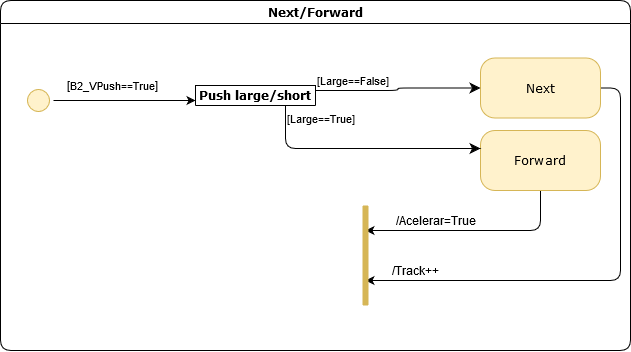 Next/Forward
[B2_VPush==True]
Push large/short
[Large==False]
Next
[Large==True]
Forward
/Acelerar=True
/Track++